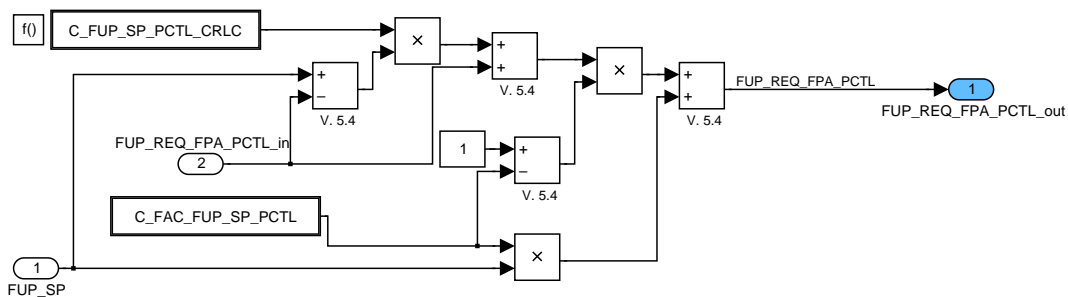 f()
C_FUP_SP_PCTL_CRLC
×
+
−
V. 5.4
+
+
V. 5.4
×
+
+
V. 5.4
FUP_REQ_FPA_PCTL
1
FUP_REQ_FPA_PCTL_out
FUP_REQ_FPA_PCTL_in
2
1
+
−
V. 5.4
C_FAC_FUP_SP_PCTL
×
1
FUP_SP